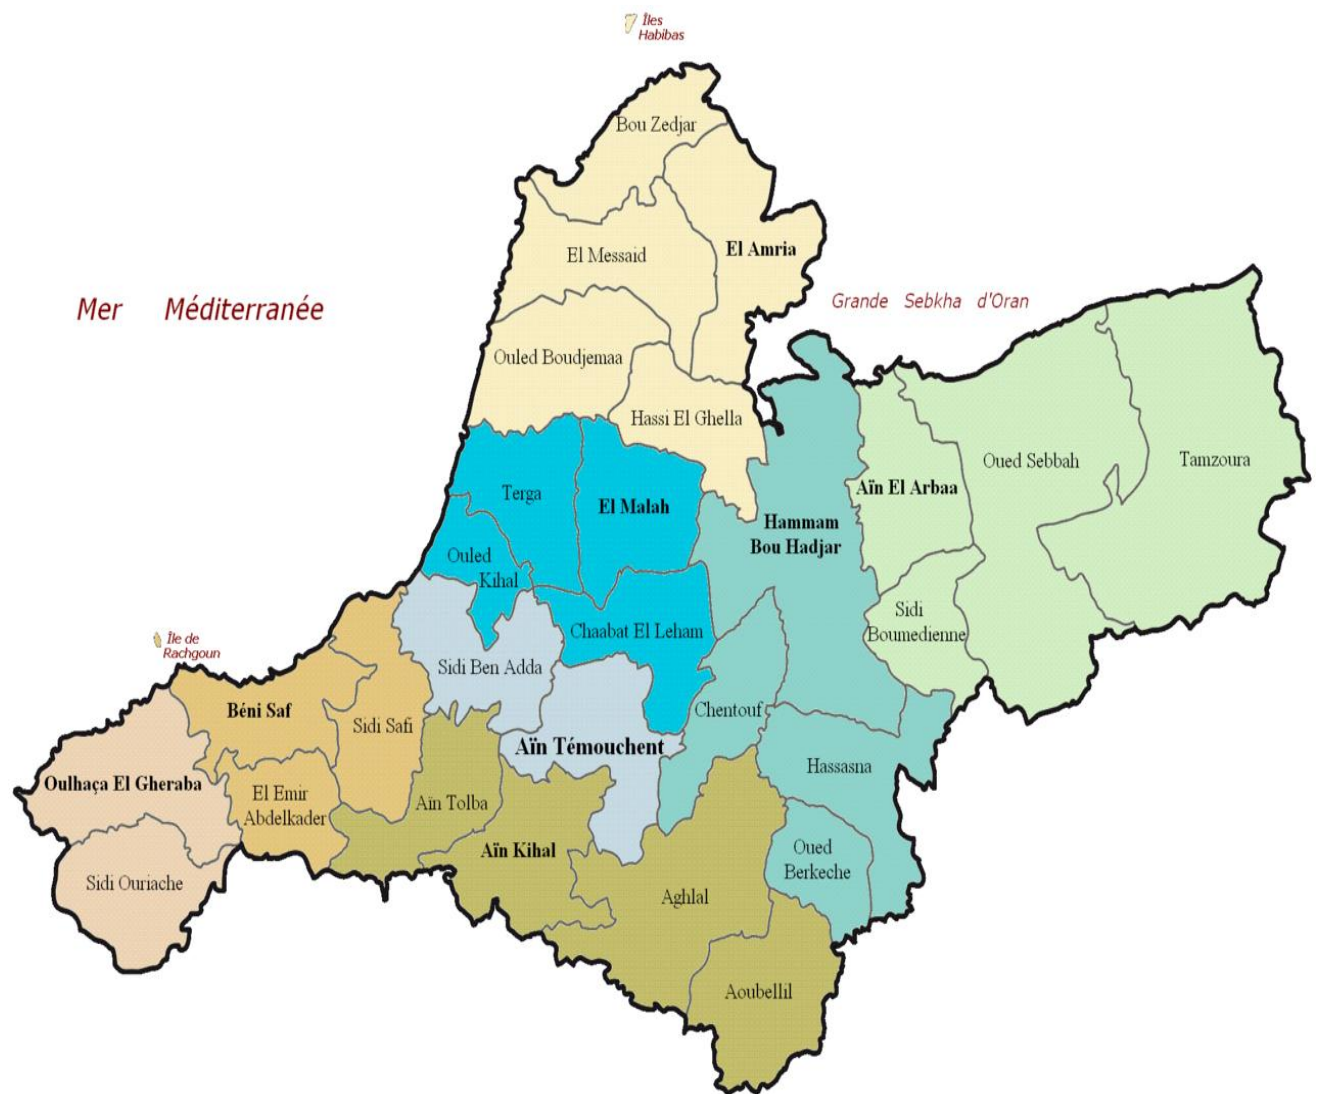 Îles
Habibas
Bou Zedjar
El Messaid
El Amria
Mer Méditerranée
Grande Sebkha d'Oran
Ouled Boudjemaa
Hassi El Ghella
Terga
El Malah
Aïn El Arbaa
Oued Sebbah
Tamzoura
Hammam
Bou Hadjar
Ouled
Kihal
Sidi
Boumedienne
Chaabat El Leham
Île de
Rachgoun
Sidi Ben Adda
Béni Saf
Sidi Safi
Chentouf
Aïn Témouchent
Hassasna
Oulhaça El Gheraba
El Emir
Abdelkader
Aïn Tolba
Aïn Kihal
Oued
Berkeche
Sidi Ouriache
Aghlal
Aoubellil